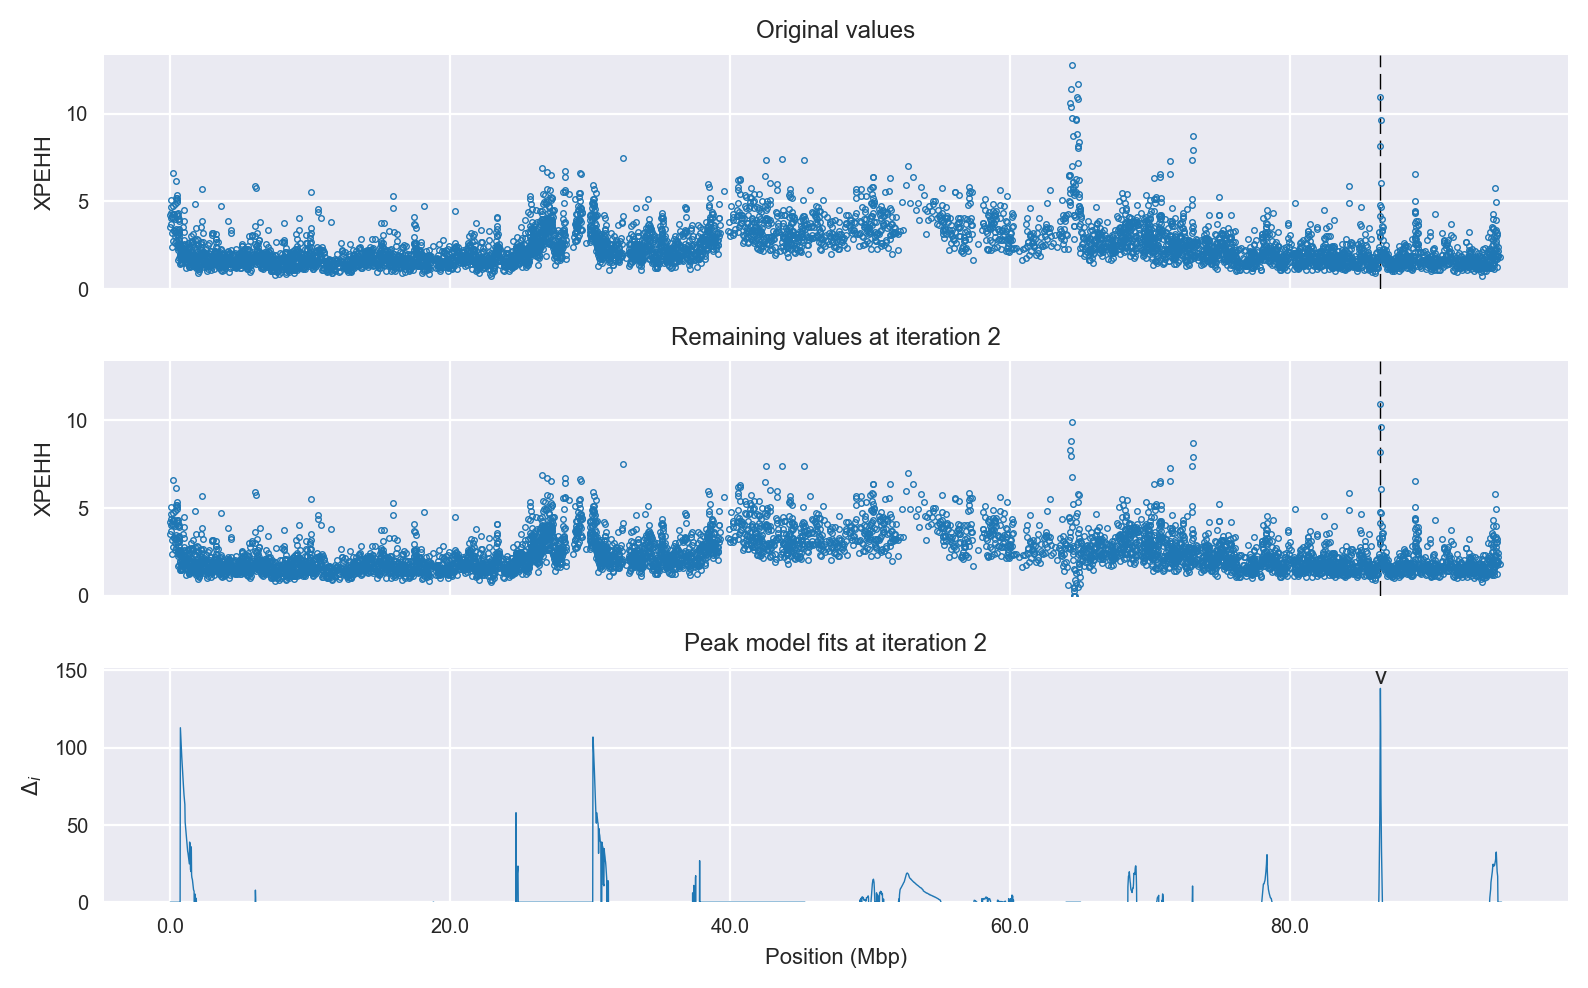 Original values
10
5
0
XPEHH
Remaining values at iteration 2
10
5
0
XPEHH
Peak model fits at iteration 2
150
100
50
0
Δi
v
0.0 20.0 40.0 60.0 80.0
Position (Mbp)